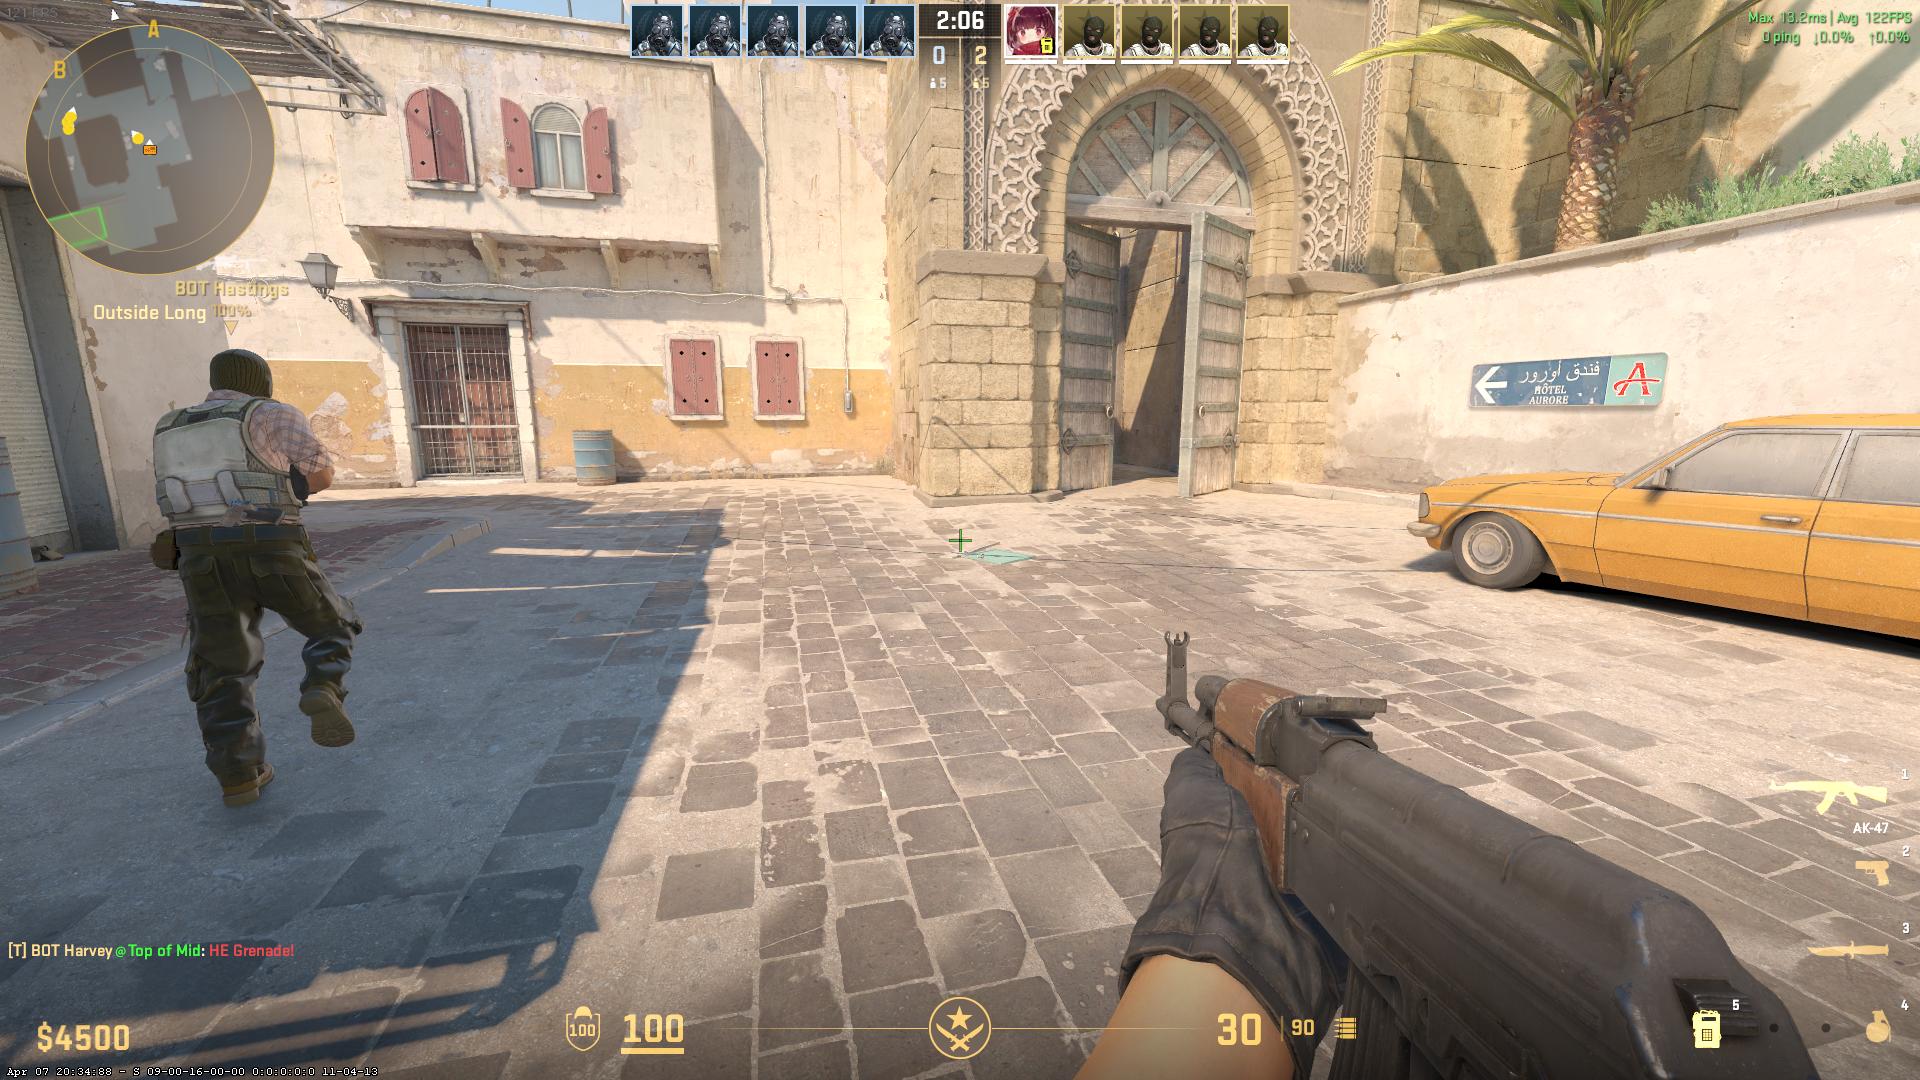 121 FPS
2:06
0 2
5 5
Max 13.2ms | Avg 122FPS
0 ping ↓0.0% ↑0.0%
A
B
BOT Hastings
Outside Long 100%
فندق أورور
HÔTEL
AURORE
A
1
AK-47
2
3
[T] BOT Harvey@Top of Mid: HE Grenade!
5
4
$4500
100
100
30 | 90
Apr 07 20:34:88 - S 09-00-16-00-00 0:0:0:0:0 11-04-13